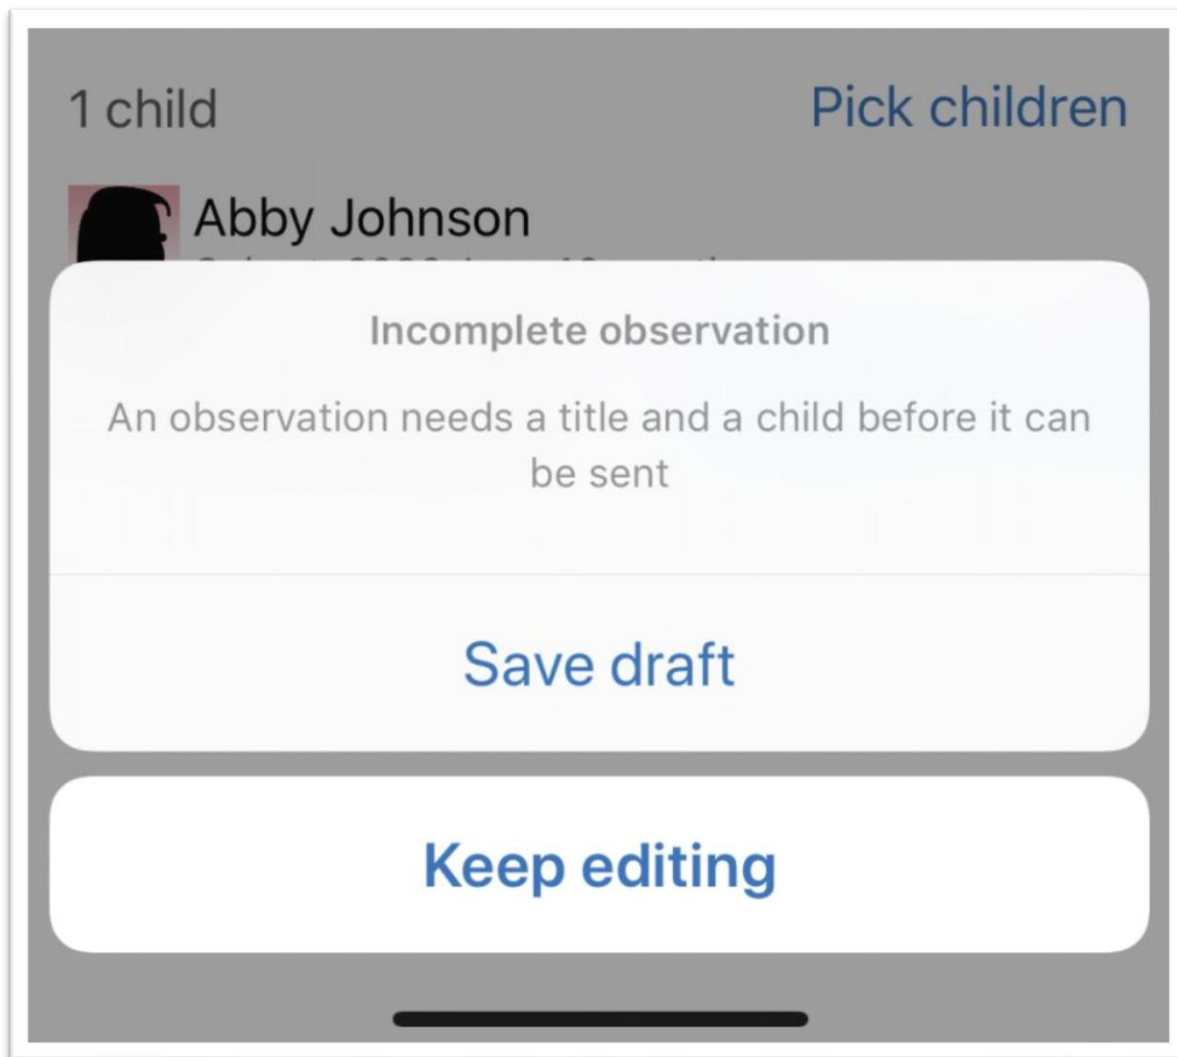 1 child
Pick children
Abby Johnson
Incomplete observation
An observation needs a title and a child before it can
be sent
Save draft
Keep editing